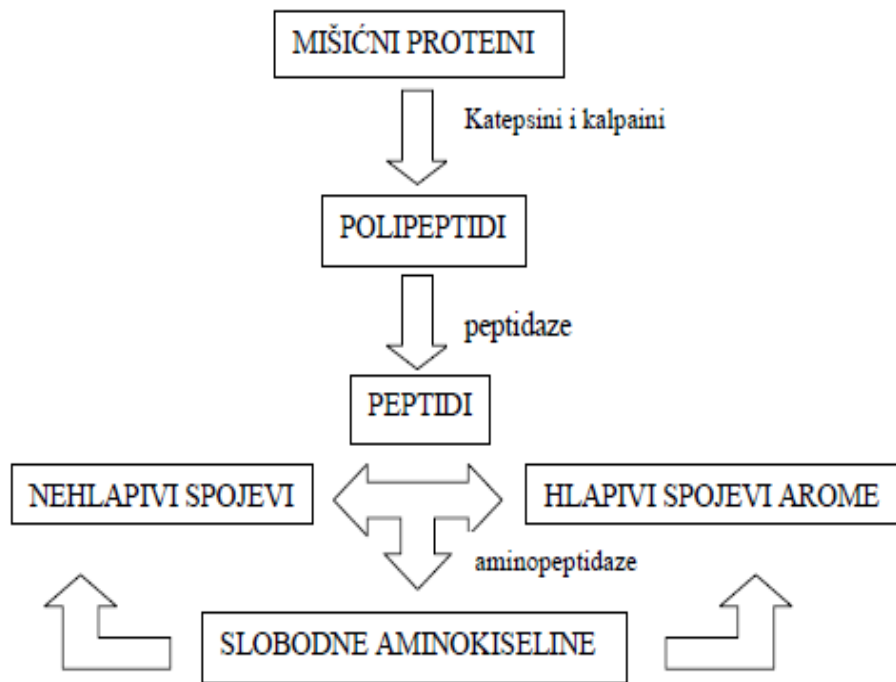 MIŠIĆNI PROTEINI
Katepsini i kalpaini
POLIPEPTIDI
peptidaze
PEPTIDI
NEHLAPIVI SPOJEVI
HLAPIVI SPOJEVI AROME
aminopeptidaze
SLOBODNE AMINOKISELINE